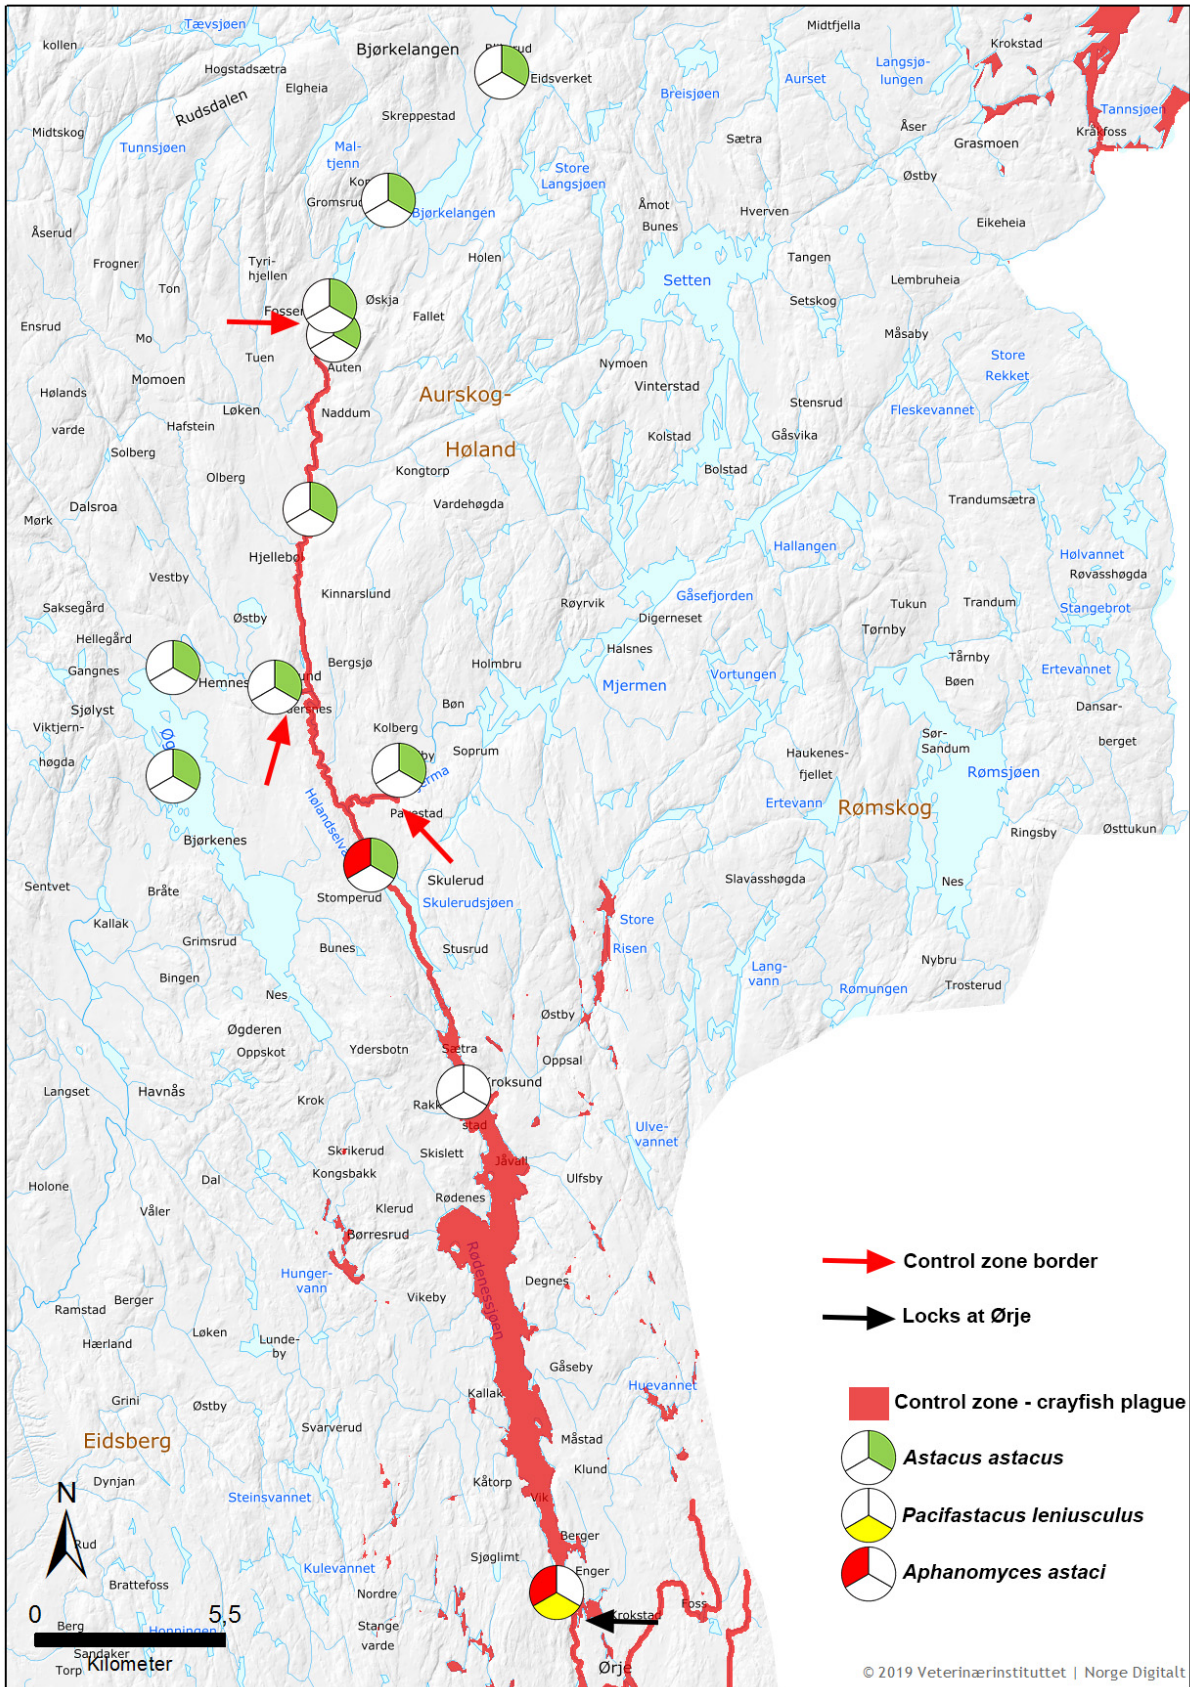 Tævsjøen
kollen
Bjørkelangen
Midtfjella
Krokstad
Hogstadsætra
Eidsverket
Langsjø-
lungen
Elgheia
Aurset
Breisjøen
Rudsdalen
Skreppestad
Tannsjøen
Midtskog
Åser
Kråkfoss
Tunnsjøen
Mal-
tjenn
Sætra
Grasmoen
Store
Langsjøen
Østby
Gromsrud
Bjørkelangen
Åmot
Hverven
Bunes
Eikeheia
Åserud
Frogner
Tyri-
hjellen
Holen
Tangen
Ton
Setten
Lembruheia
Øskja
Setskog
Fosser
Fallet
Ensrud
Mo
Måsaby
Tuen
Auten
Nymoen
Store
Rekket
Momoen
Vinterstad
Hølands
varde
Aurskog-
Høland
Løken
Naddum
Stensrud
Fleskevannet
Hafstein
Kolstad
Gåsvika
Solberg
Olberg
Kongtorp
Bolstad
Dalsroa
Vardehøgda
Trandumsætra
Mørk
Hallangen
Hjellebøl
Hølvannet
Vestby
Røvasshøgda
Kinnarslund
Gåsefjorden
Saksegård
Røyrvik
Tukun
Trandum
Stangebrot
Østby
Digerneset
Hellegård
Tørnby
Halsnes
Gangnes
Bergsjø
Holmbru
Tårnby
Ertevannet
Hemnes
Mjermen
Vortungen
Bøen
Sjølyst
Bøn
Dansar-
berget
Viktjern-
høgda
Kolberg
Sør-
Sandum
Soprum
Haukenes-
fjellet
Rømsjøen
Ertevann
Rømskog
Hølandselva
Ringsby
Østtukun
Bjørkenes
Skulerud
Slavasshøgda
Nes
Sentvet
Bråte
Stomperud
Skulerudsjøen
Kallak
Store
Risen
Grimsrud
Bunes
Stusrud
Bingen
Lang-
vann
Nybru
Nes
Rømungen
Trosterud
Østby
Øgderen
Oppskot
Ydersbotn
Sætra
Oppsal
Langset
Havnås
Kroksund
Krok
Rakk
stad
Ulve-
vannet
Skrikerud
Skislett
Jåvall
Kongsbakk
Holone
Dal
Ulfsby
Våler
Klerud
Rødenes
Børresrud
Hunger-
vann
Rødenessjøen
Degnes
Control zone border
Ramstad
Berger
Vikeby
Locks at Ørje
Hærland
Løken
Lunde-
by
Gåseby
Huevannet
Grini
Østby
Kallak
Control zone - crayfish plague
Svarverud
Eidsberg
Måstad
Astacus astacus
Dynjan
Kåtorp
Klund
N
Steinsvannet
Vik
Pacifastacus leniusculus
Rud
Berger
Sjøglimt
Brattefoss
Kulevannet
Enger
Aphanomyces astaci
Nordre
0 5,5
Foss
Krokstad
Berg
Honningen
Stange
varde
Sandaker
Kilometer
Torp
Ørje
© 2019 Veterinærinstituttet | Norge Digitalt